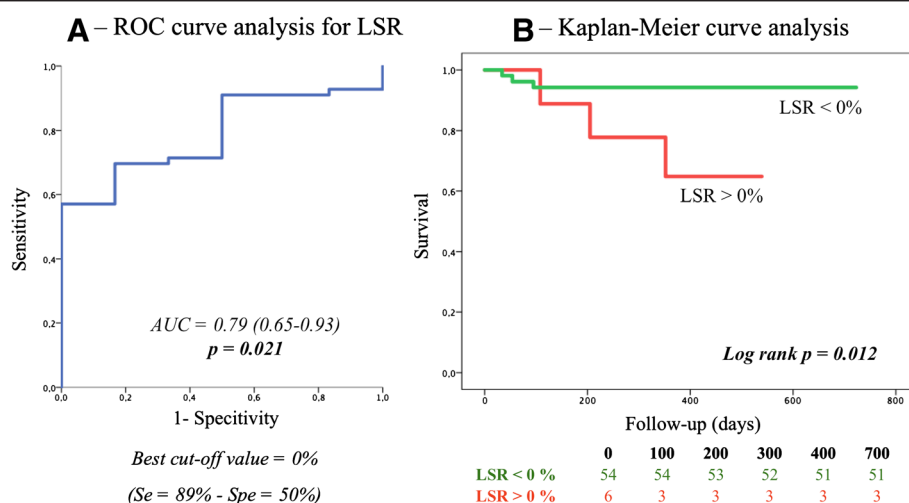 A – ROC curve analysis for LSR
1,0
0,8
0,6
0,4
0,2
0,0
0,0 0,2 0,4 0,6 0,8 1,0
Sensitivity
1- Specitivity
AUC = 0.79 (0.65-0.93)
p = 0.021
Best cut-off value = 0%
(Se = 89% - Spe = 50%)
B – Kaplan-Meier curve analysis
1,0
0,8
0,6
0,4
0,2
0,0
0 200 400 600 800
Survival
Follow-up (days)
LSR < 0%
LSR > 0%
Log rank p = 0.012
0 100 200 300 400 700
LSR < 0 % 54 54 53 52 51 51
LSR > 0 % 6 3 3 3 3 3